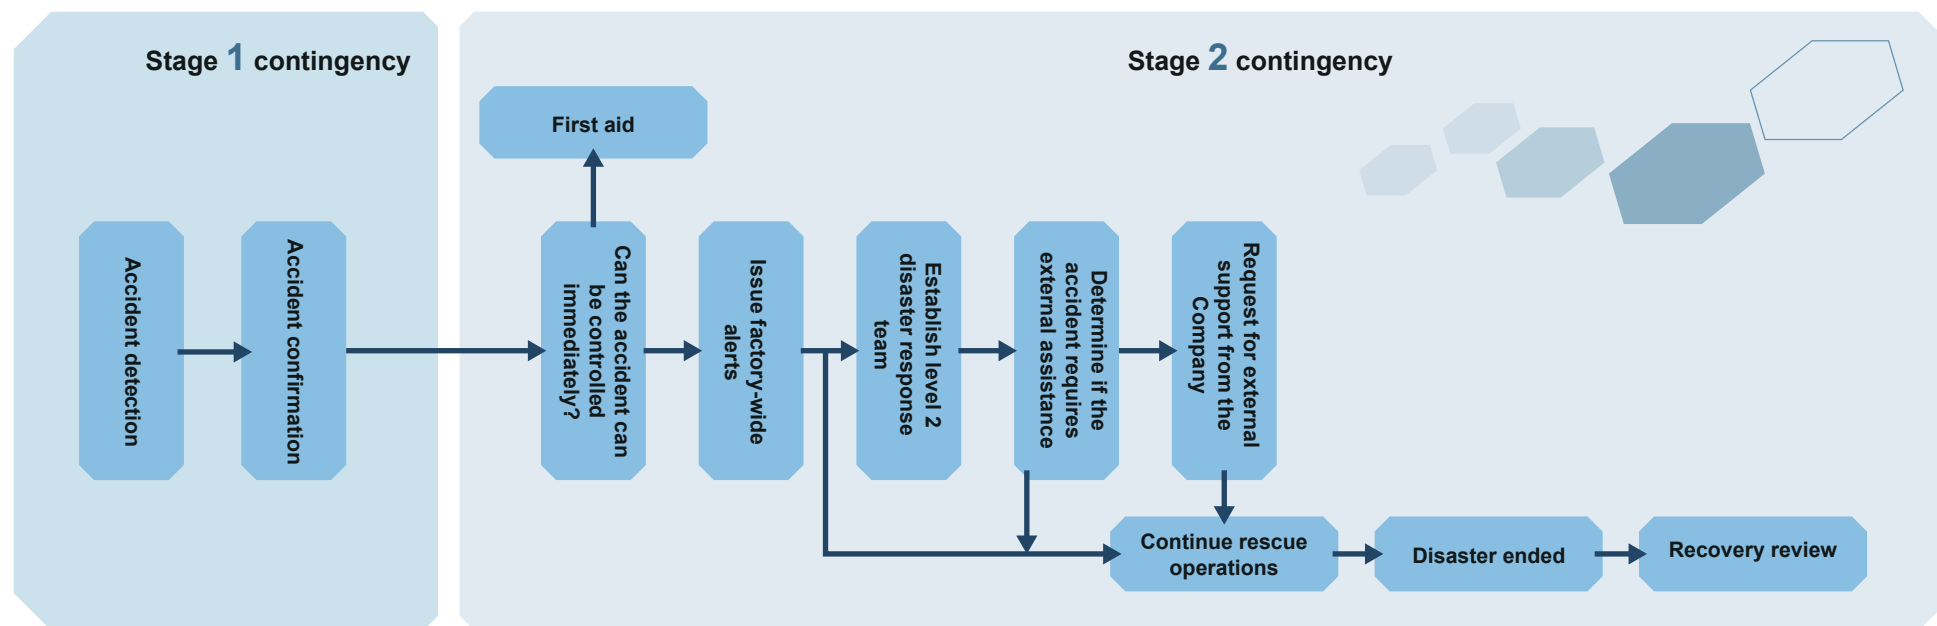 Stage 1 contingency
Stage 2 contingency
First aid
Accident detection
Accident confirmation
Can the accident can
be controlled
immediately?
Issue factory-wide
alerts
Establish level 2
disaster response
team
Determine if the
accident requires
external assistance
Request for external
support from the
Company
Continue rescue
operations
Disaster ended
Recovery review